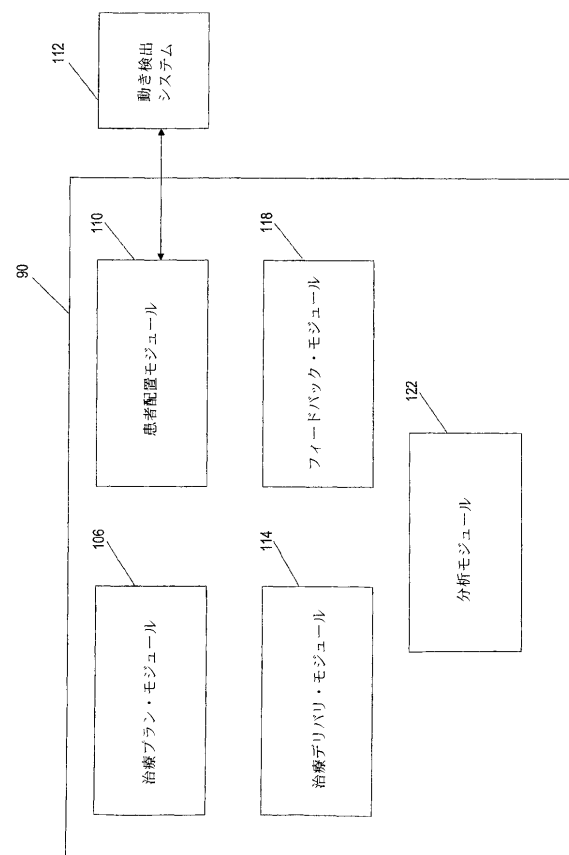 90
106
治療プラン・モジュール
110
患者配置モジュール
112
動き検出
システム
114
治療デリバリ・モジュール
118
フィードバック・モジュール
122
分析モジュール